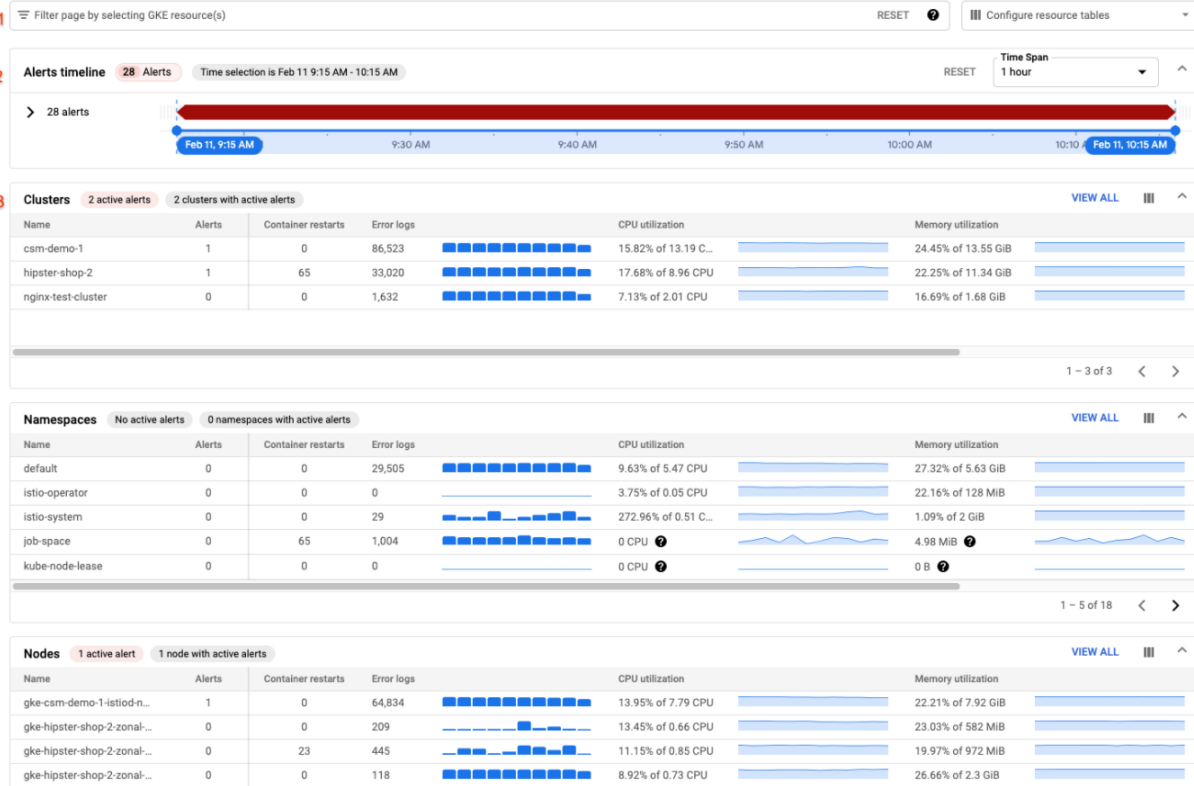 1
Filter page by selecting GKE resource(s) RESET ? Configure resource tables
2
Alerts timeline 28 Alerts Time selection is Feb 11 9:15 AM - 10:15 AM RESET Time Span 1 hour
28 alerts
Feb 11, 9:15 AM 9:30 AM 9:40 AM 9:50 AM 10:00 AM 10:10 Feb 11, 10:15 AM
3
Clusters 2 active alerts 2 clusters with active alerts VIEW ALL
Name Alerts Container restarts Error logs CPU utilization Memory utilization
csm-demo-1 1 0 86,523 15.82% of 13.19 C... 24.45% of 13.55 GiB
hipster-shop-2 1 65 33,020 17.68% of 8.96 CPU 22.25% of 11.34 GiB
nginx-test-cluster 0 0 1,632 7.13% of 2.01 CPU 16.69% of 1.68 GiB
1 – 3 of 3
Namespaces No active alerts 0 namespaces with active alerts VIEW ALL
Name Alerts Container restarts Error logs CPU utilization Memory utilization
default 0 0 29,505 9.63% of 5.47 CPU 27.32% of 5.63 GiB
istio-operator 0 0 0 3.75% of 0.05 CPU 22.16% of 128 MiB
istio-system 0 0 29 272.96% of 0.51 C... 1.09% of 2 GiB
job-space 0 65 1,004 0 CPU ? 4.98 MiB ?
kube-node-lease 0 0 0 0 CPU ? 0 B ?
1 – 5 of 18
Nodes 1 active alert 1 node with active alerts VIEW ALL
Name Alerts Container restarts Error logs CPU utilization Memory utilization
gke-csm-demo-1-istiod-n... 1 0 64,834 13.95% of 7.79 CPU 22.21% of 7.92 GiB
gke-hipster-shop-2-zonal-... 0 0 209 13.45% of 0.66 CPU 23.03% of 582 MiB
gke-hipster-shop-2-zonal-... 0 23 445 11.15% of 0.85 CPU 19.97% of 972 MiB
gke-hipster-shop-2-zonal-... 0 0 118 8.92% of 0.73 CPU 26.66% of 2.3 GiB